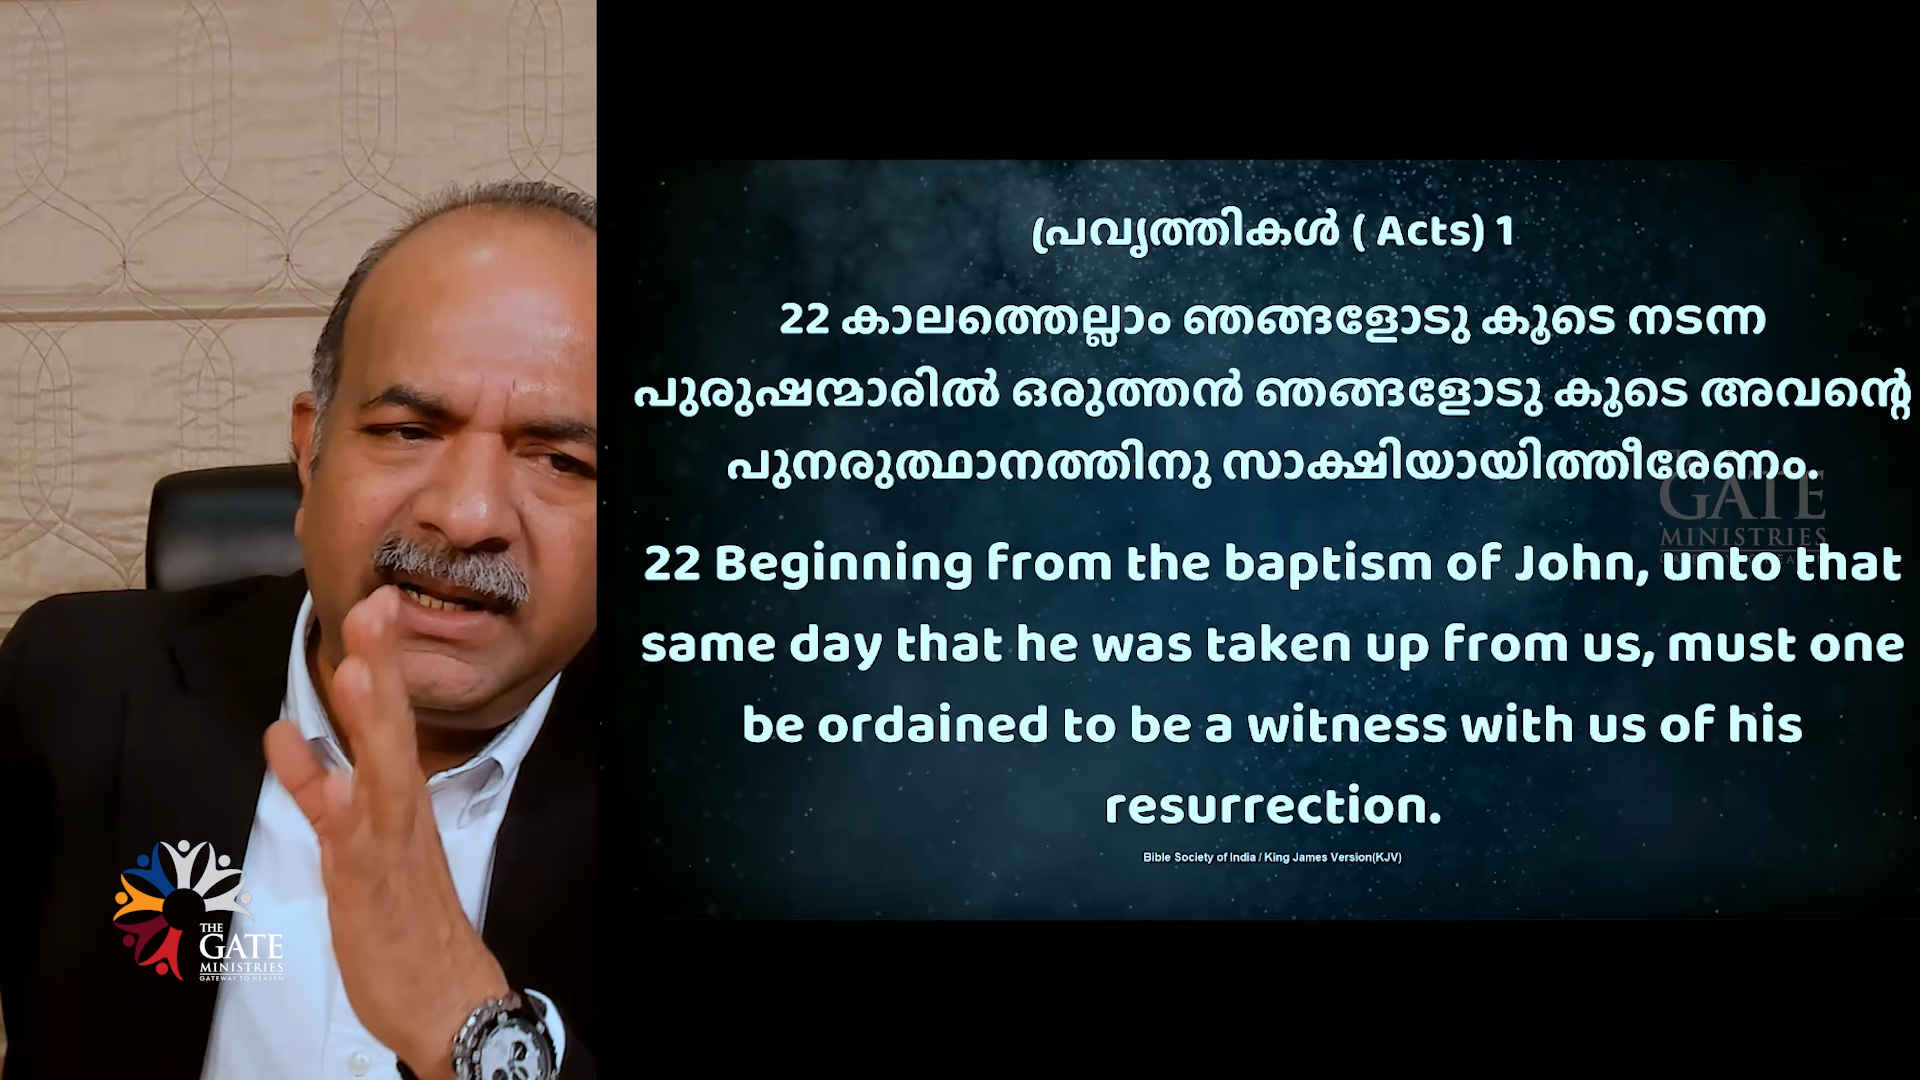 പ്രവൃത്തികൾ ( Acts) 1
22 കാലത്തെല്ലാം ഞങ്ങളോടു കൂടെ നടന്ന
പുരുഷന്മാരിൽ ഒരുത്തൻ ഞങ്ങളോടു കൂടെ അവന്റെ
പുനരുത്ഥാനത്തിനു സാക്ഷിയായിത്തീരേണം.
22 Beginning from the baptism of John, unto that
same day that he was taken up from us, must one
be ordained to be a witness with us of his
resurrection.
Bible Society of India / King James Version(KJV)
GATE
MINISTRIES
THE
GATE
MINISTRIES
GATEWAY TO HEAVEN